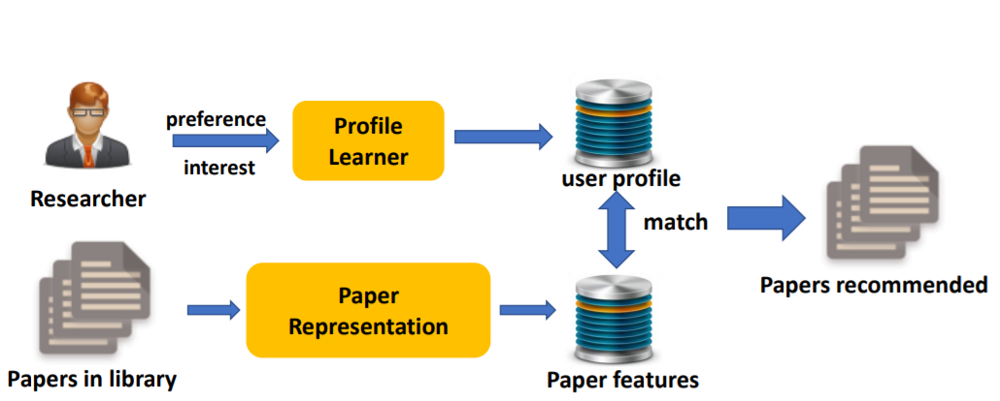 preference
interest
Profile
Learner
Researcher
user profile
match
Papers recommended
Paper
Representation
Papers in library
Paper features